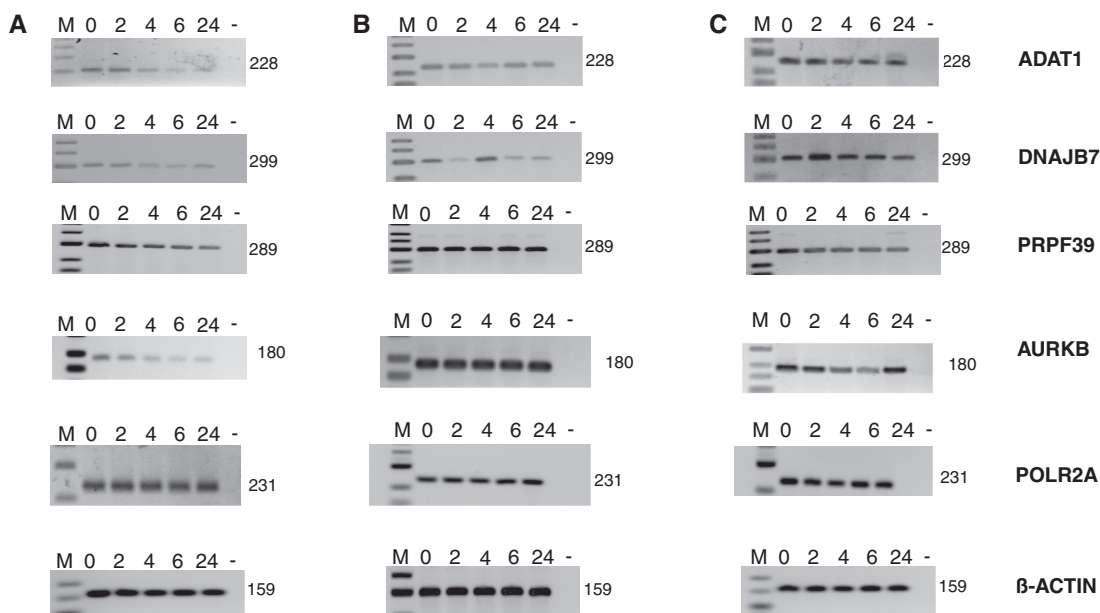 A B C
M 0 2 4 6 24 - M 0 2 4 6 24 - M 0 2 4 6 24 -
228 228 228 ADAT1
M 0 2 4 6 24 - M 0 2 4 6 24 - M 0 2 4 6 24 -
299 299 299 DNAJB7
M 0 2 4 6 24 - M 0 2 4 6 24 - M 0 2 4 6 24 -
289 289 289 PRPF39
M 0 2 4 6 24 - M 0 2 4 6 24 - M 0 2 4 6 24 -
180 180 180 AURKB
M 0 2 4 6 24 - M 0 2 4 6 24 - M 0 2 4 6 24 -
231 231 231 POLR2A
M 0 2 4 6 24 - M 0 2 4 6 24 - M 0 2 4 6 24 -
159 159 159 ß-ACTIN